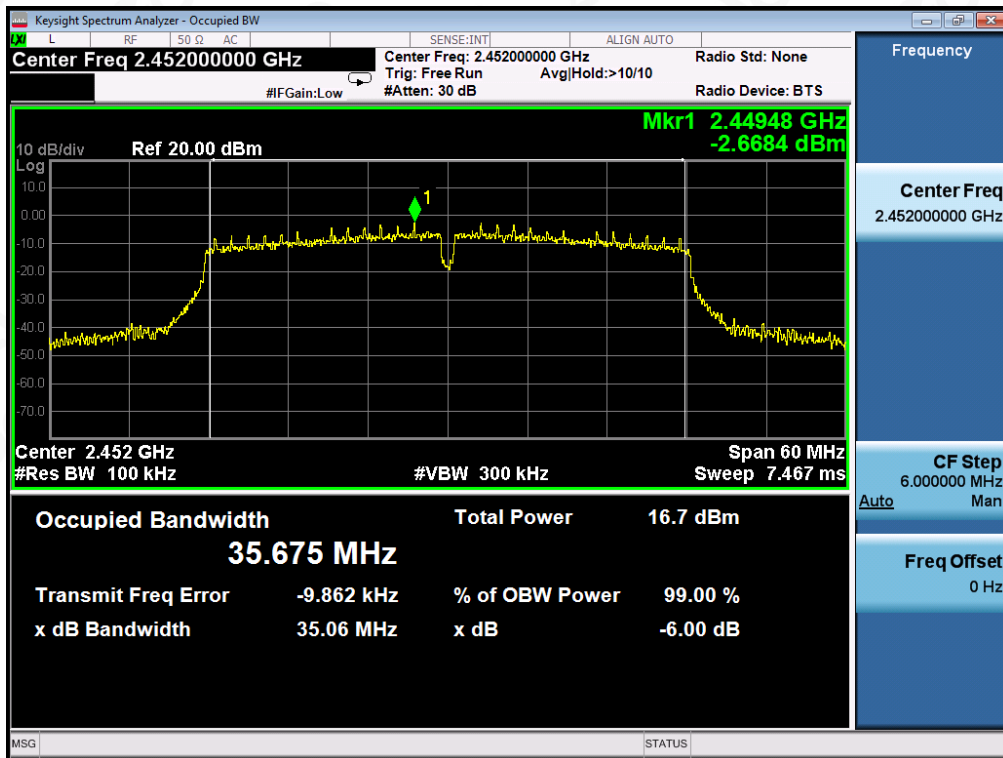 Keysight Spectrum Analyzer - Occupied BW
LXI L RF 50 Ω AC SENSE:INT ALIGN AUTO
Center Freq 2.452000000 GHz
Center Freq: 2.452000000 GHz
Radio Std: None
Trig: Free Run Avg|Hold:>10/10
#IFGain:Low
#Atten: 30 dB
Radio Device: BTS
Mkr1 2.44948 GHz
-2.6684 dBm
10 dB/div Ref 20.00 dBm
Log
10.0
0.00
-10.0
-20.0
-30.0
-40.0
-50.0
-60.0
-70.0
1
Center 2.452 GHz
Span 60 MHz
#Res BW 100 kHz
#VBW 300 kHz
Sweep 7.467 ms
Occupied Bandwidth
35.675 MHz
Total Power 16.7 dBm
Transmit Freq Error -9.862 kHz
% of OBW Power 99.00 %
x dB Bandwidth 35.06 MHz
x dB -6.00 dB
Frequency
Center Freq
2.452000000 GHz
CF Step
6.000000 MHz
Auto Man
Freq Offset
0 Hz
MSG
STATUS